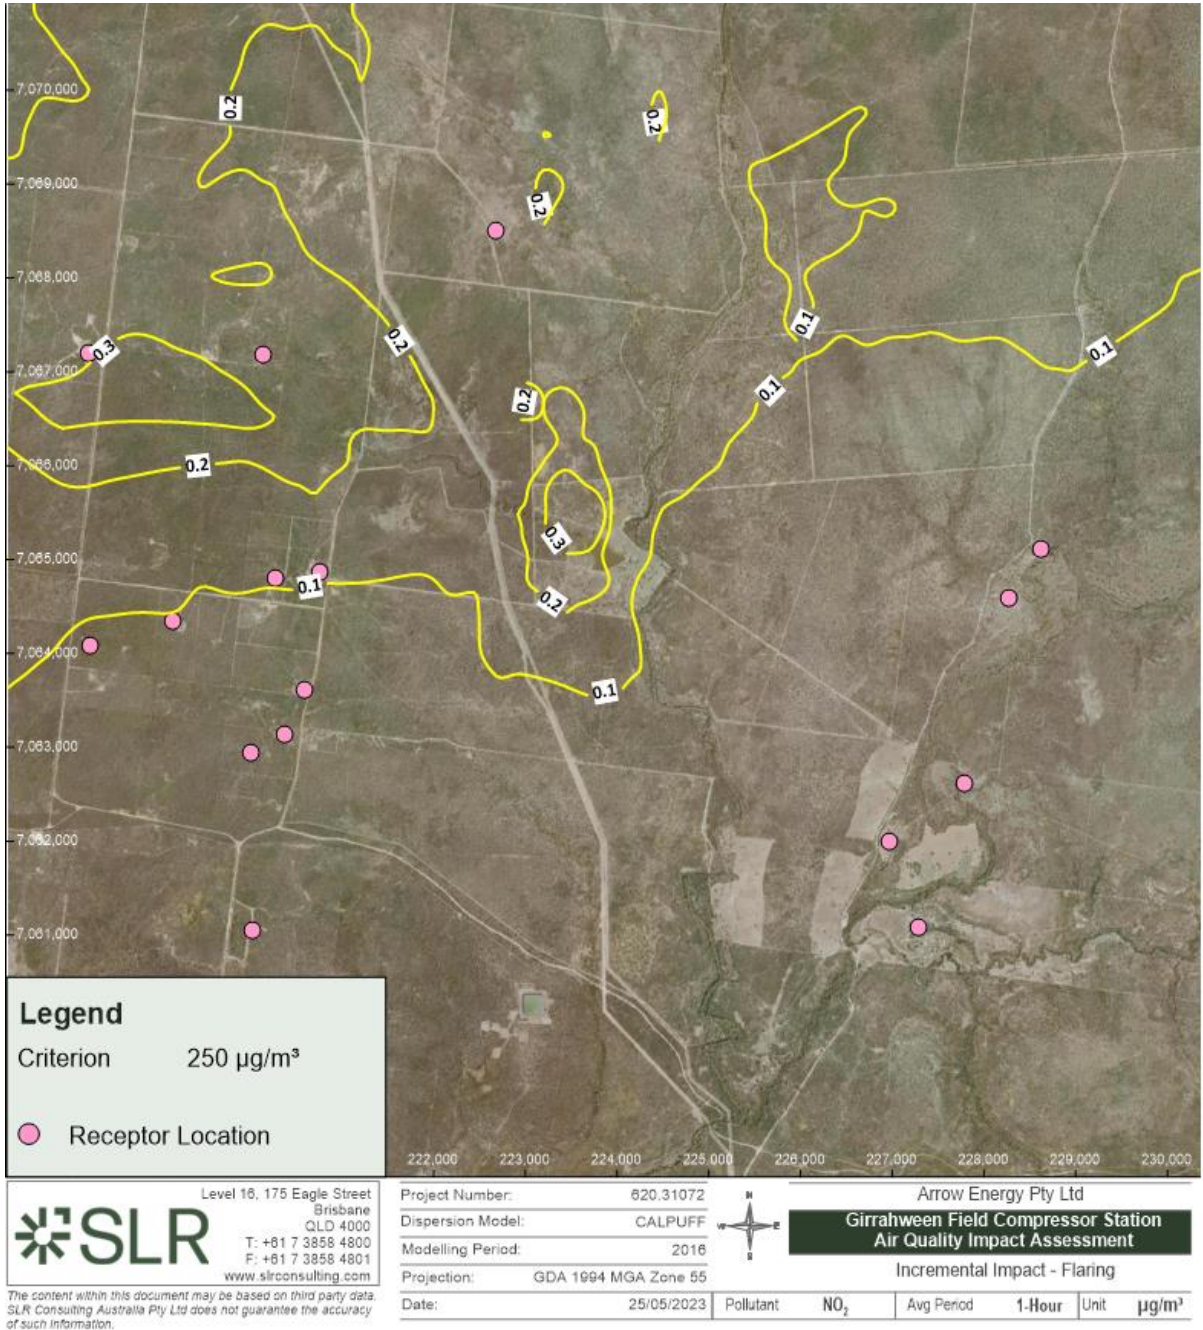 7,070,000
0.2
0.2
7,069,000
0.2
7,068,000
0.1
0.2
0.3
0.1
7,067,000
0.1
0.2
7,066,000
0.2
0.3
7,065,000
0.1
0.2
7,064,000
0.1
7,063,000
7,062,000
7,061,000
Legend
Criterion 250 µg/m³
Receptor Location
222,000 223,000 224,000 225,000 226,000 227,000 228,000 229,000 230,000
SLR
Level 16, 175 Eagle Street
Brisbane
QLD 4000
T: +61 7 3858 4800
F: +61 7 3858 4801
www.slrconsulting.com
The content within this document may be based on third party data.
SLR Consulting Australia Pty Ltd does not guarantee the accuracy
of such information.
Project Number: 620.31072
Dispersion Model: CALPUFF
Modelling Period: 2016
Projection: GDA 1994 MGA Zone 55
Date: 25/05/2023
N
W E
S
Arrow Energy Pty Ltd
Girrahween Field Compressor Station
Air Quality Impact Assessment
Incremental Impact - Flaring
Pollutant NO₂ Avg Period 1-Hour Unit µg/m³